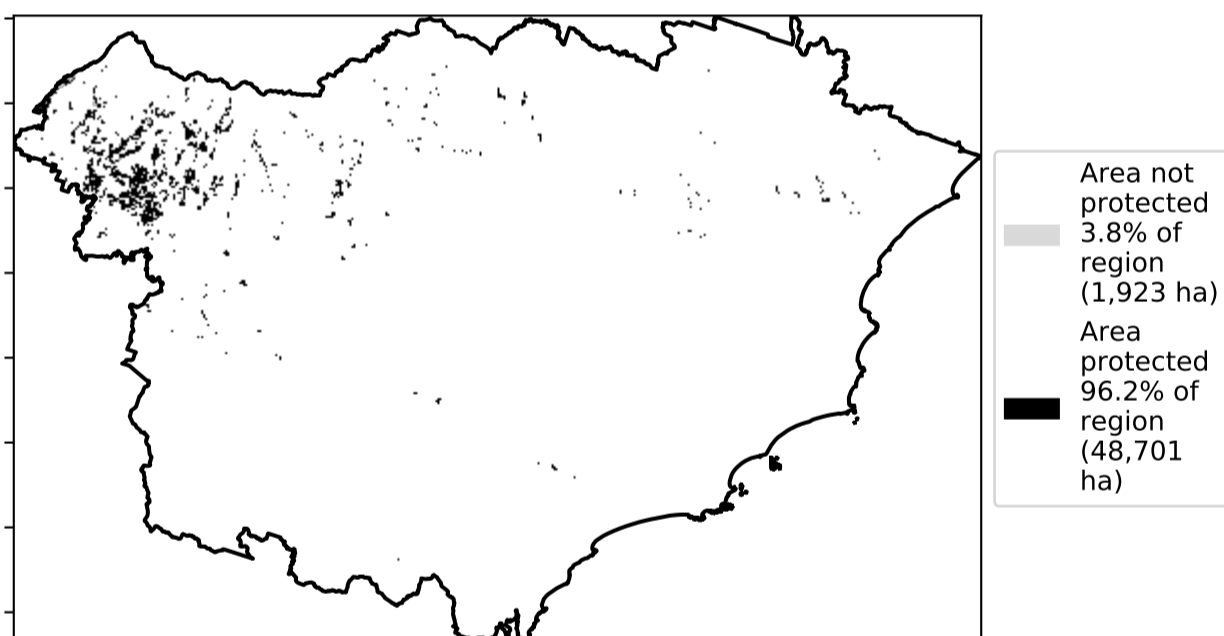 Area not
protected
3.8% of
region
(1,923 ha)
Area
protected
96.2% of
region
(48,701
ha)